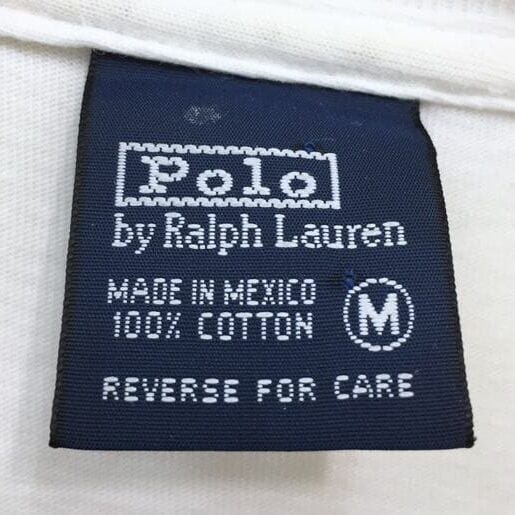 Polo
by Ralph Lauren
MADE IN MEXICO
100% COTTON
M
REVERSE FOR CARE